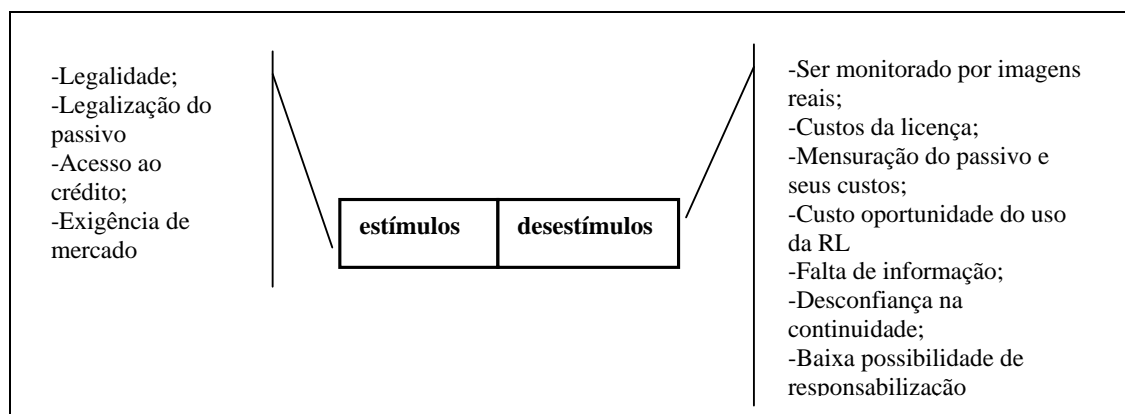 -Legalidade;
-Legalização do
passivo
-Acesso ao
crédito;
-Exigência de
mercado
estímulos
desestímulos
-Ser monitorado por imagens
reais;
-Custos da licença;
-Mensuração do passivo e
seus custos;
-Custo oportunidade do uso
da RL
-Falta de informação;
-Desconfiança na
continuidade;
-Baixa possibilidade de
responsabilização